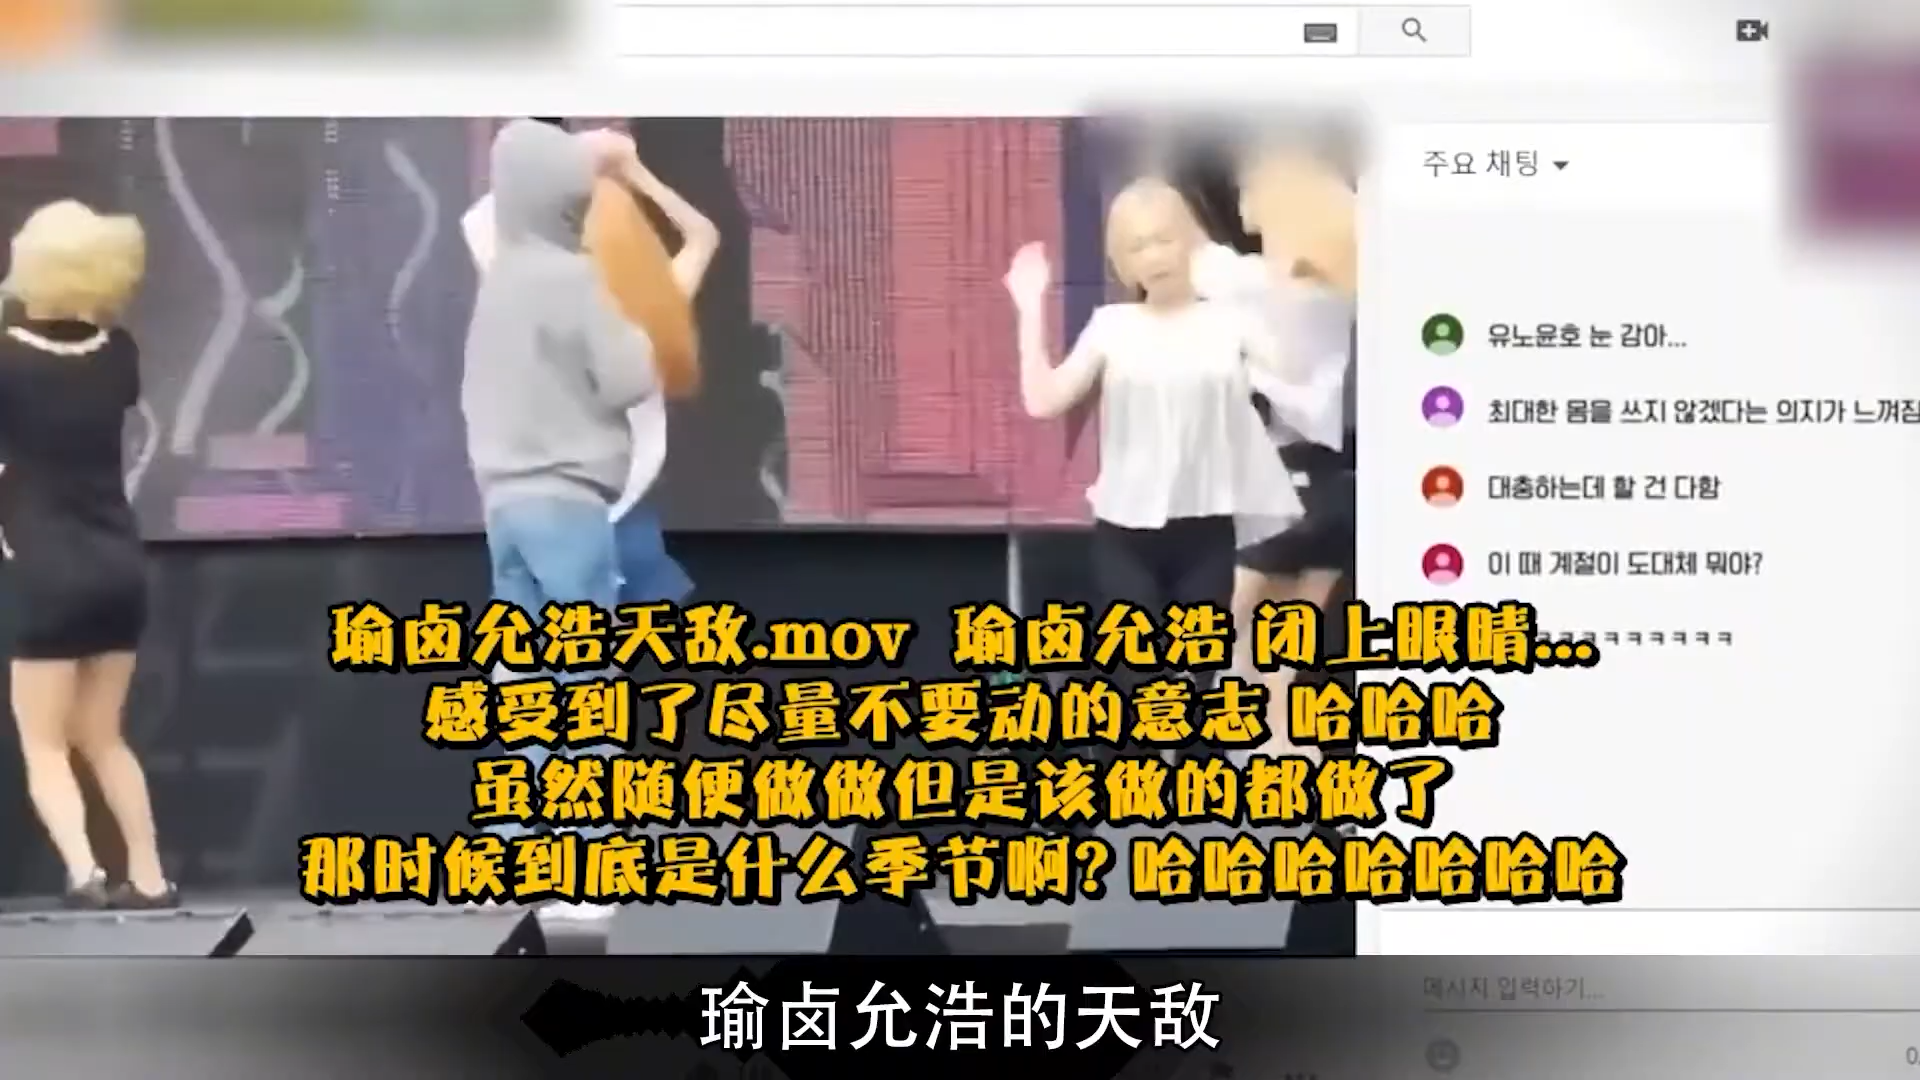 주요 채팅
유노윤호 눈 감아...
최대한 몸을 쓰지 않겠다는 의지가 느껴짐
대충하는데 할 건 다함
이 때 계절이 도대체 뭐야?
ㅋㅋㅋㅋㅋㅋㅋㅋㅋ
瑜卤允浩天敌.mov 瑜卤允浩 闭上眼睛...
感受到了尽量不要动的意志 哈哈哈
虽然随便做做但是该做的都做了
那时候到底是什么季节啊? 哈哈哈哈哈哈哈
메시지 입력하기...
瑜卤允浩的天敌